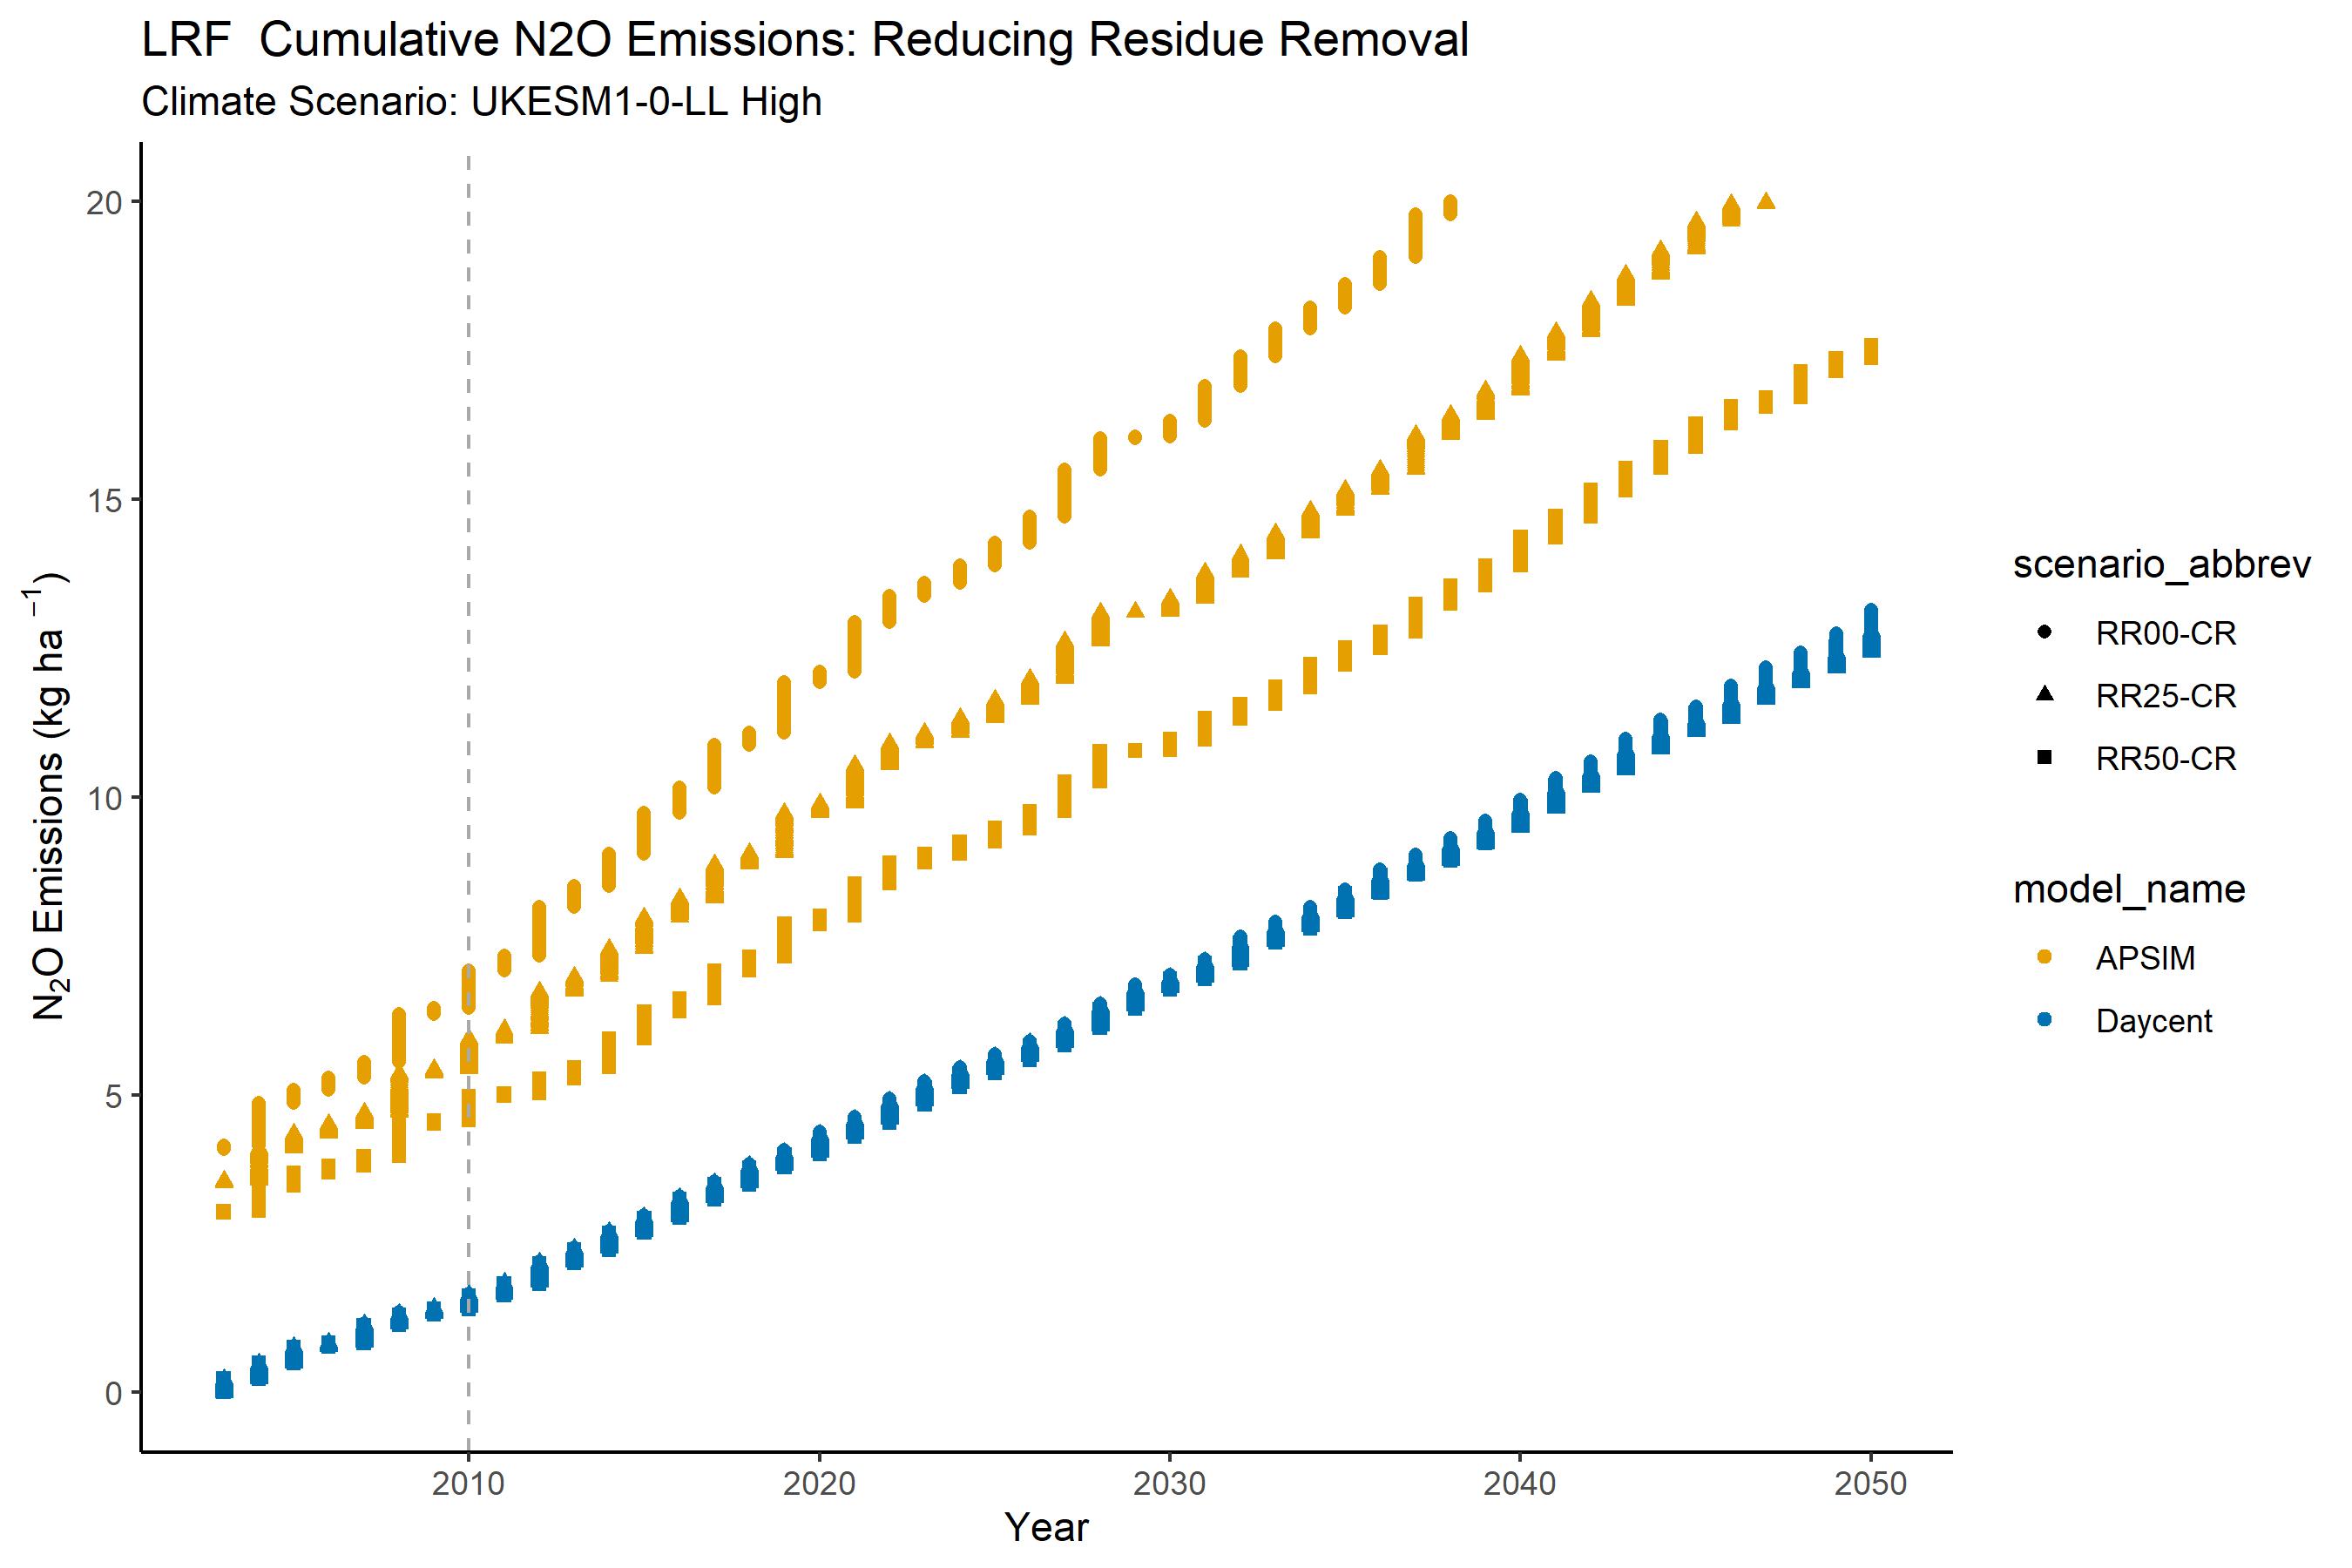 LRF  Cumulative N2O Emissions: Reducing Residue Removal
Climate Scenario: UKESM1-0-LL High
20
15
10
5
0
N₂O Emissions (kg ha ⁻¹)
2010
2020
2030
2040
2050
Year
scenario_abbrev
RR00-CR
RR25-CR
RR50-CR
model_name
APSIM
Daycent